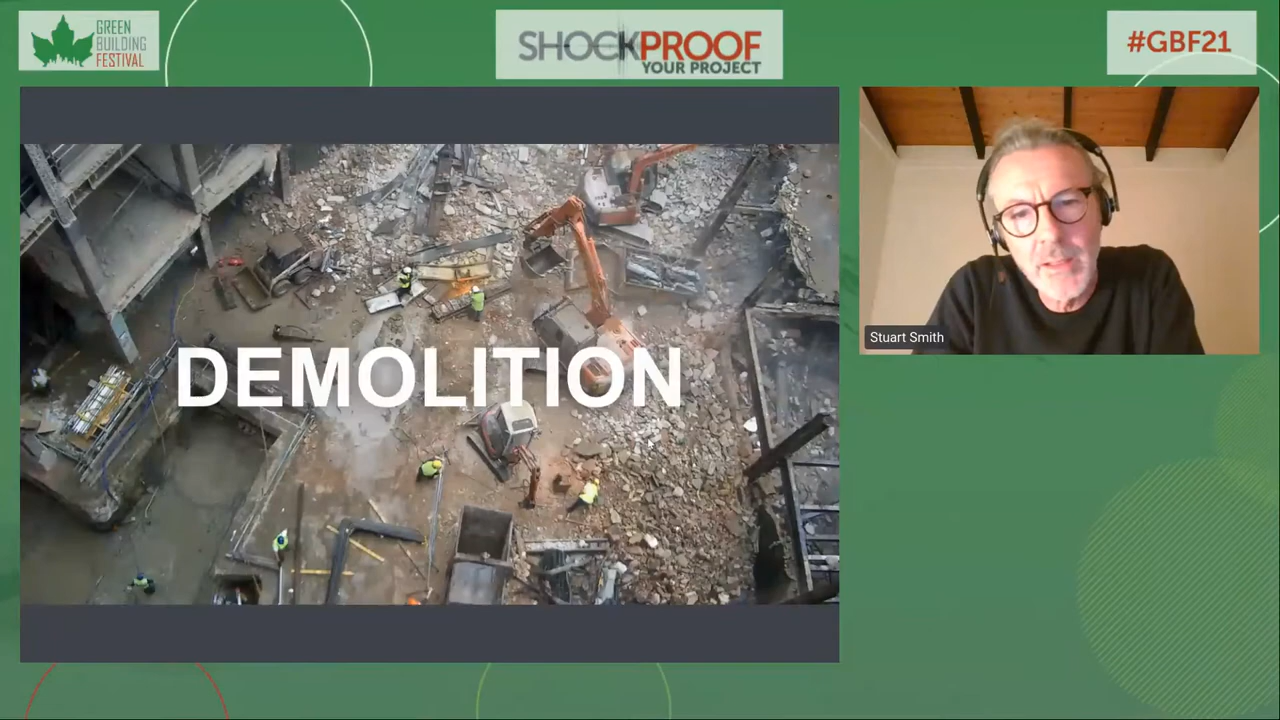 GREEN
BUILDING
FESTIVAL
SHOCKPROOF
YOUR PROJECT
#GBF21
DEMOLITION
Stuart Smith